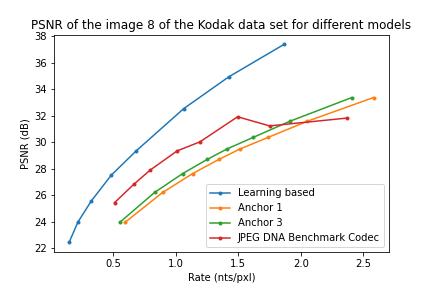 PSNR of the image 8 of the Kodak data set for different models
38
36
34
32
30
28
26
24
22
PSNR (dB)
0.5 1.0 1.5 2.0 2.5
Rate (nts/pxl)
Learning based
Anchor 1
Anchor 3
JPEG DNA Benchmark Codec